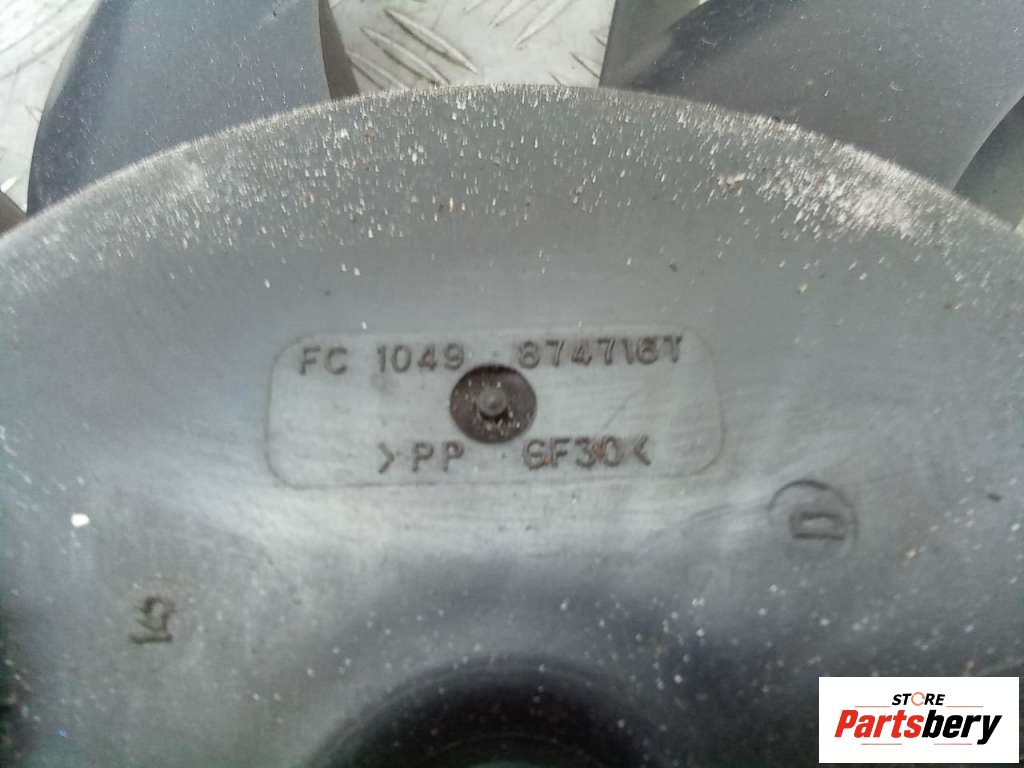 FC 1049 874716T
>PP GF30<
D
STORE
Partsbery